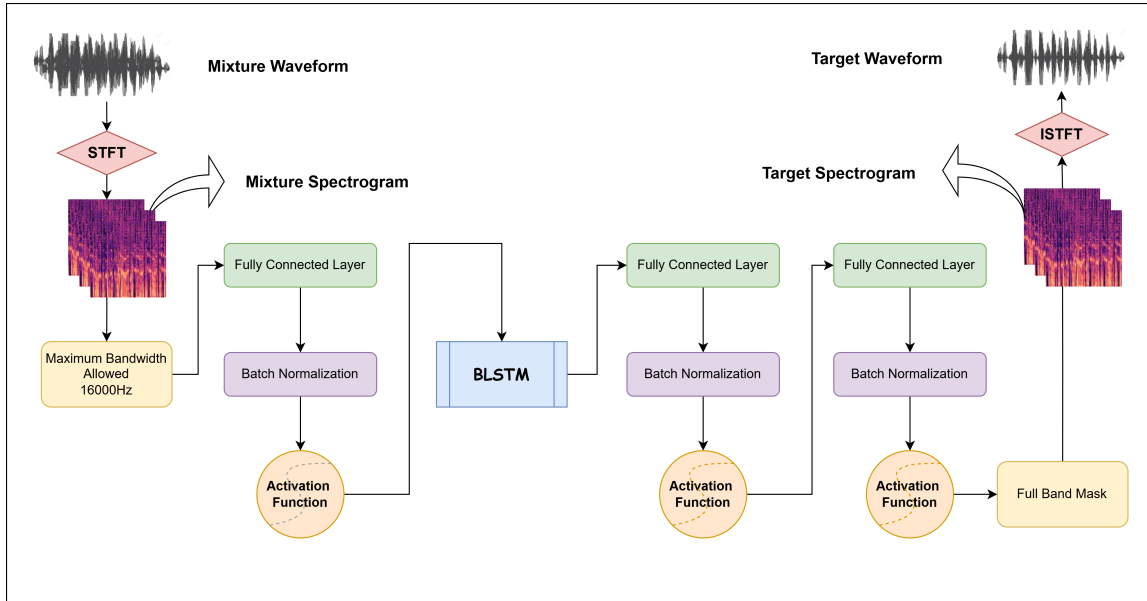 Mixture Waveform
Target Waveform
STFT
ISTFT
Mixture Spectrogram
Target Spectrogram
Fully Connected Layer
Fully Connected Layer
Fully Connected Layer
Maximum Bandwidth
Allowed
16000Hz
Batch Normalization
BLSTM
Batch Normalization
Batch Normalization
Activation
Function
Activation
Function
Activation
Function
Full Band Mask